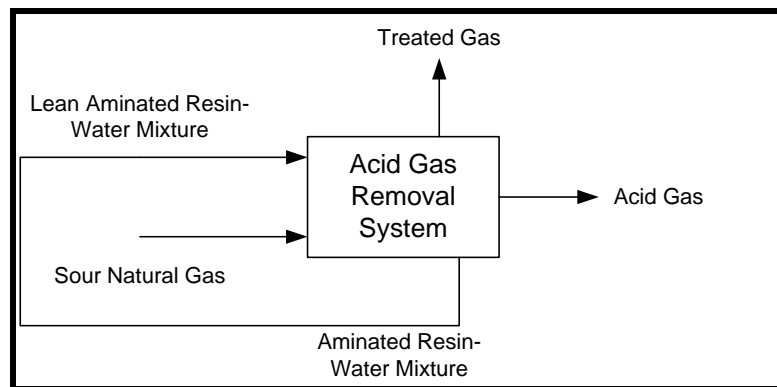 Treated Gas
Lean Aminated Resin-
Water Mixture
Acid Gas
Removal
System
Acid Gas
Sour Natural Gas
Aminated Resin-
Water Mixture